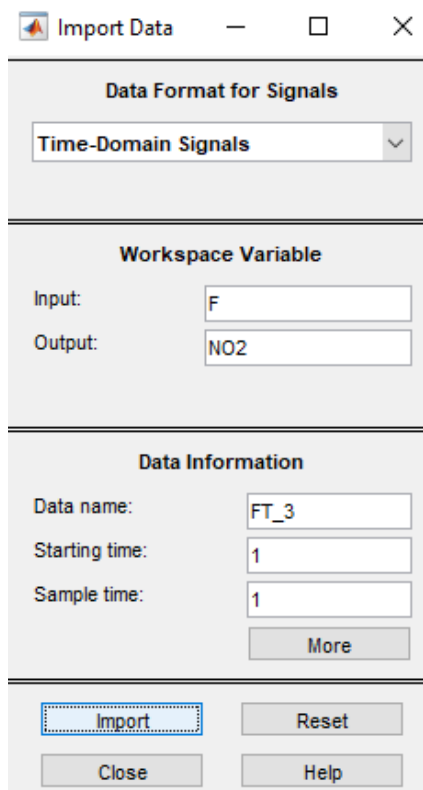 Import Data
Data Format for Signals
Time-Domain Signals
Workspace Variable
Input: F
Output: NO2
Data Information
Data name: FT_3
Starting time: 1
Sample time: 1
More
Import Reset
Close Help